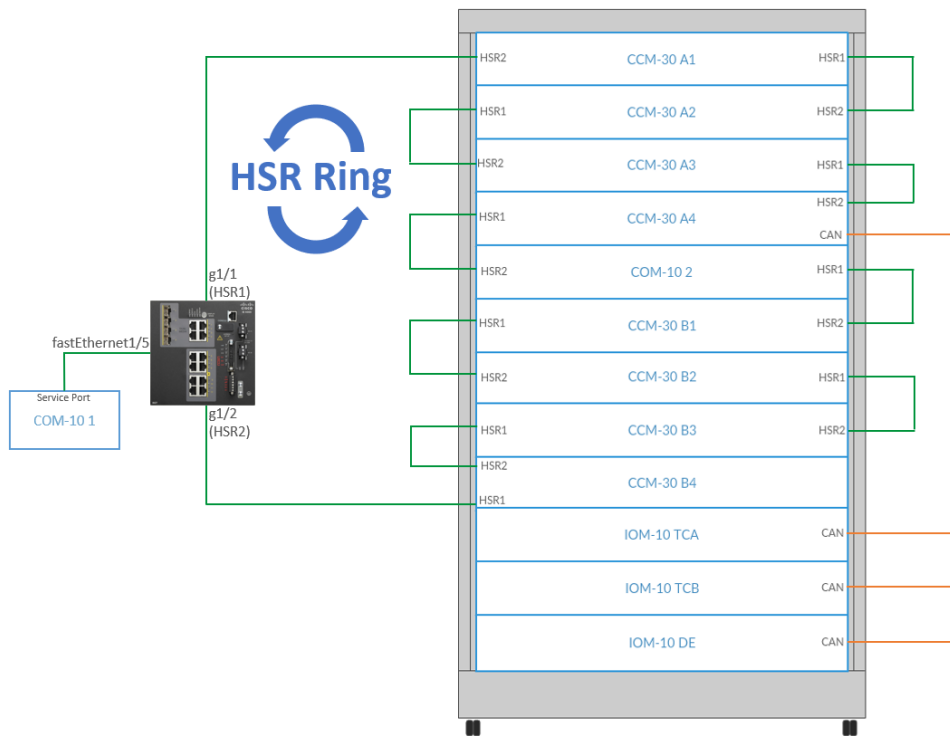 HSR2 CCM-30 A1 HSR1
HSR1 CCM-30 A2 HSR2
HSR2 CCM-30 A3 HSR1
HSR Ring
HSR2
HSR1 CCM-30 A4
CAN
HSR2 COM-10 2 HSR1
g1/1
(HSR1)
HSR1 CCM-30 B1 HSR2
fastEthernet1/5
HSR2 CCM-30 B2 HSR1
Service Port
COM-10 1
g1/2
(HSR2)
HSR1 CCM-30 B3 HSR2
HSR2
CCM-30 B4
HSR1
IOM-10 TCA CAN
IOM-10 TCB CAN
IOM-10 DE CAN